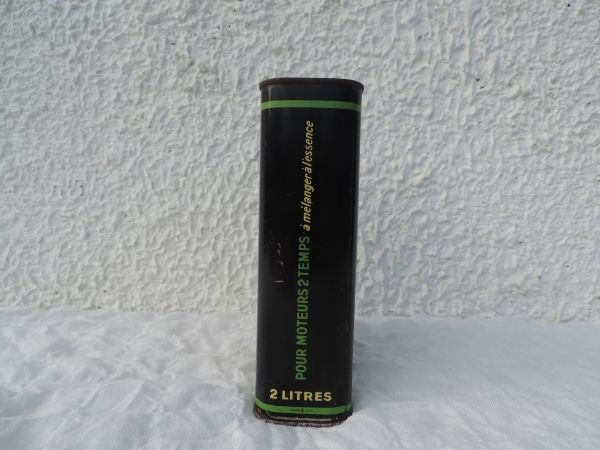 POUR MOTEURS 2 TEMPS à mélanger à l'essence
2 LITRES